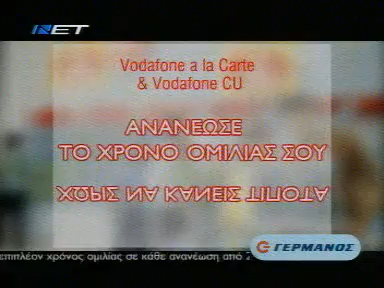 NET
Vodafone a la Carte
& Vodafone CU
ΑΝΑΝΕΩΣΕ
ΤΟ ΧΡΟΝΟ ΟΜΙΛΙΑΣ ΣΟΥ
ΧΩΡΙΣ ΝΑ ΚΑΝΕΙΣ ΤΙΠΟΤΑ
ΓΕΡΜΑΝΟΣ
επιπλέον χρόνος ομιλίας σε κάθε ανανέωση από